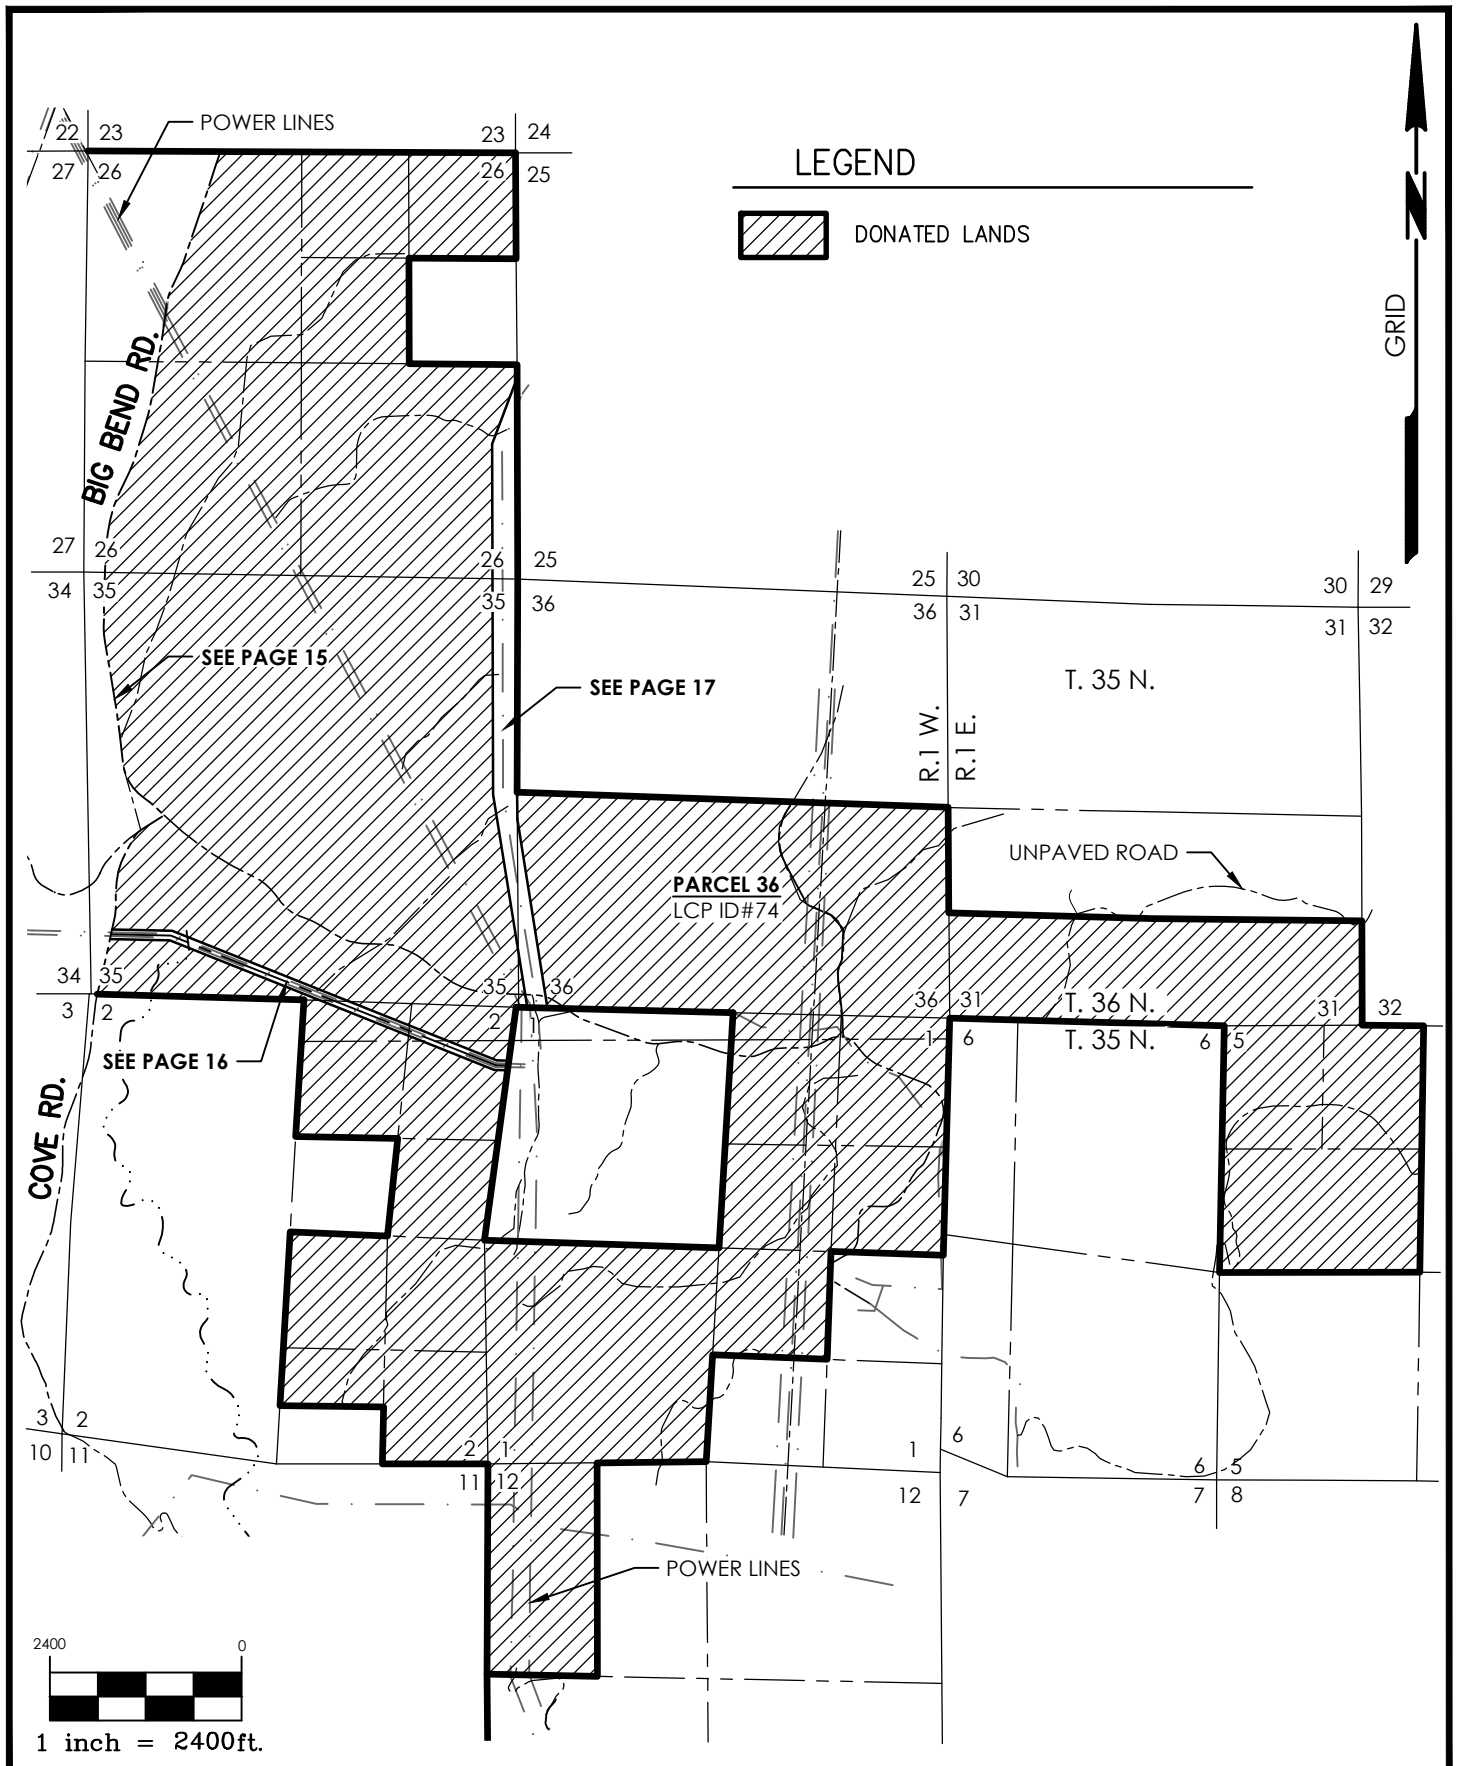 22 23
POWER LINES
23 24
27 26
26 25
LEGEND
DONATED LANDS
N
GRID
BIG BEND RD.
27 26
26 25
34 35
35 36
25 30
36 31
30 29
31 32
SEE PAGE 15
SEE PAGE 17
T. 35 N.
R.1 W.
R.1 E.
UNPAVED ROAD
PARCEL 36
LCP ID#74
34 35
35 36
36 31
T. 36 N.
31 32
3 2
2
1 6
T. 35 N.
6 5
SEE PAGE 16
COVE RD.
3 2
10 11
2 1
11 12
1 6
12 7
6 5
7 8
POWER LINES
2400 0
1 inch = 2400ft.